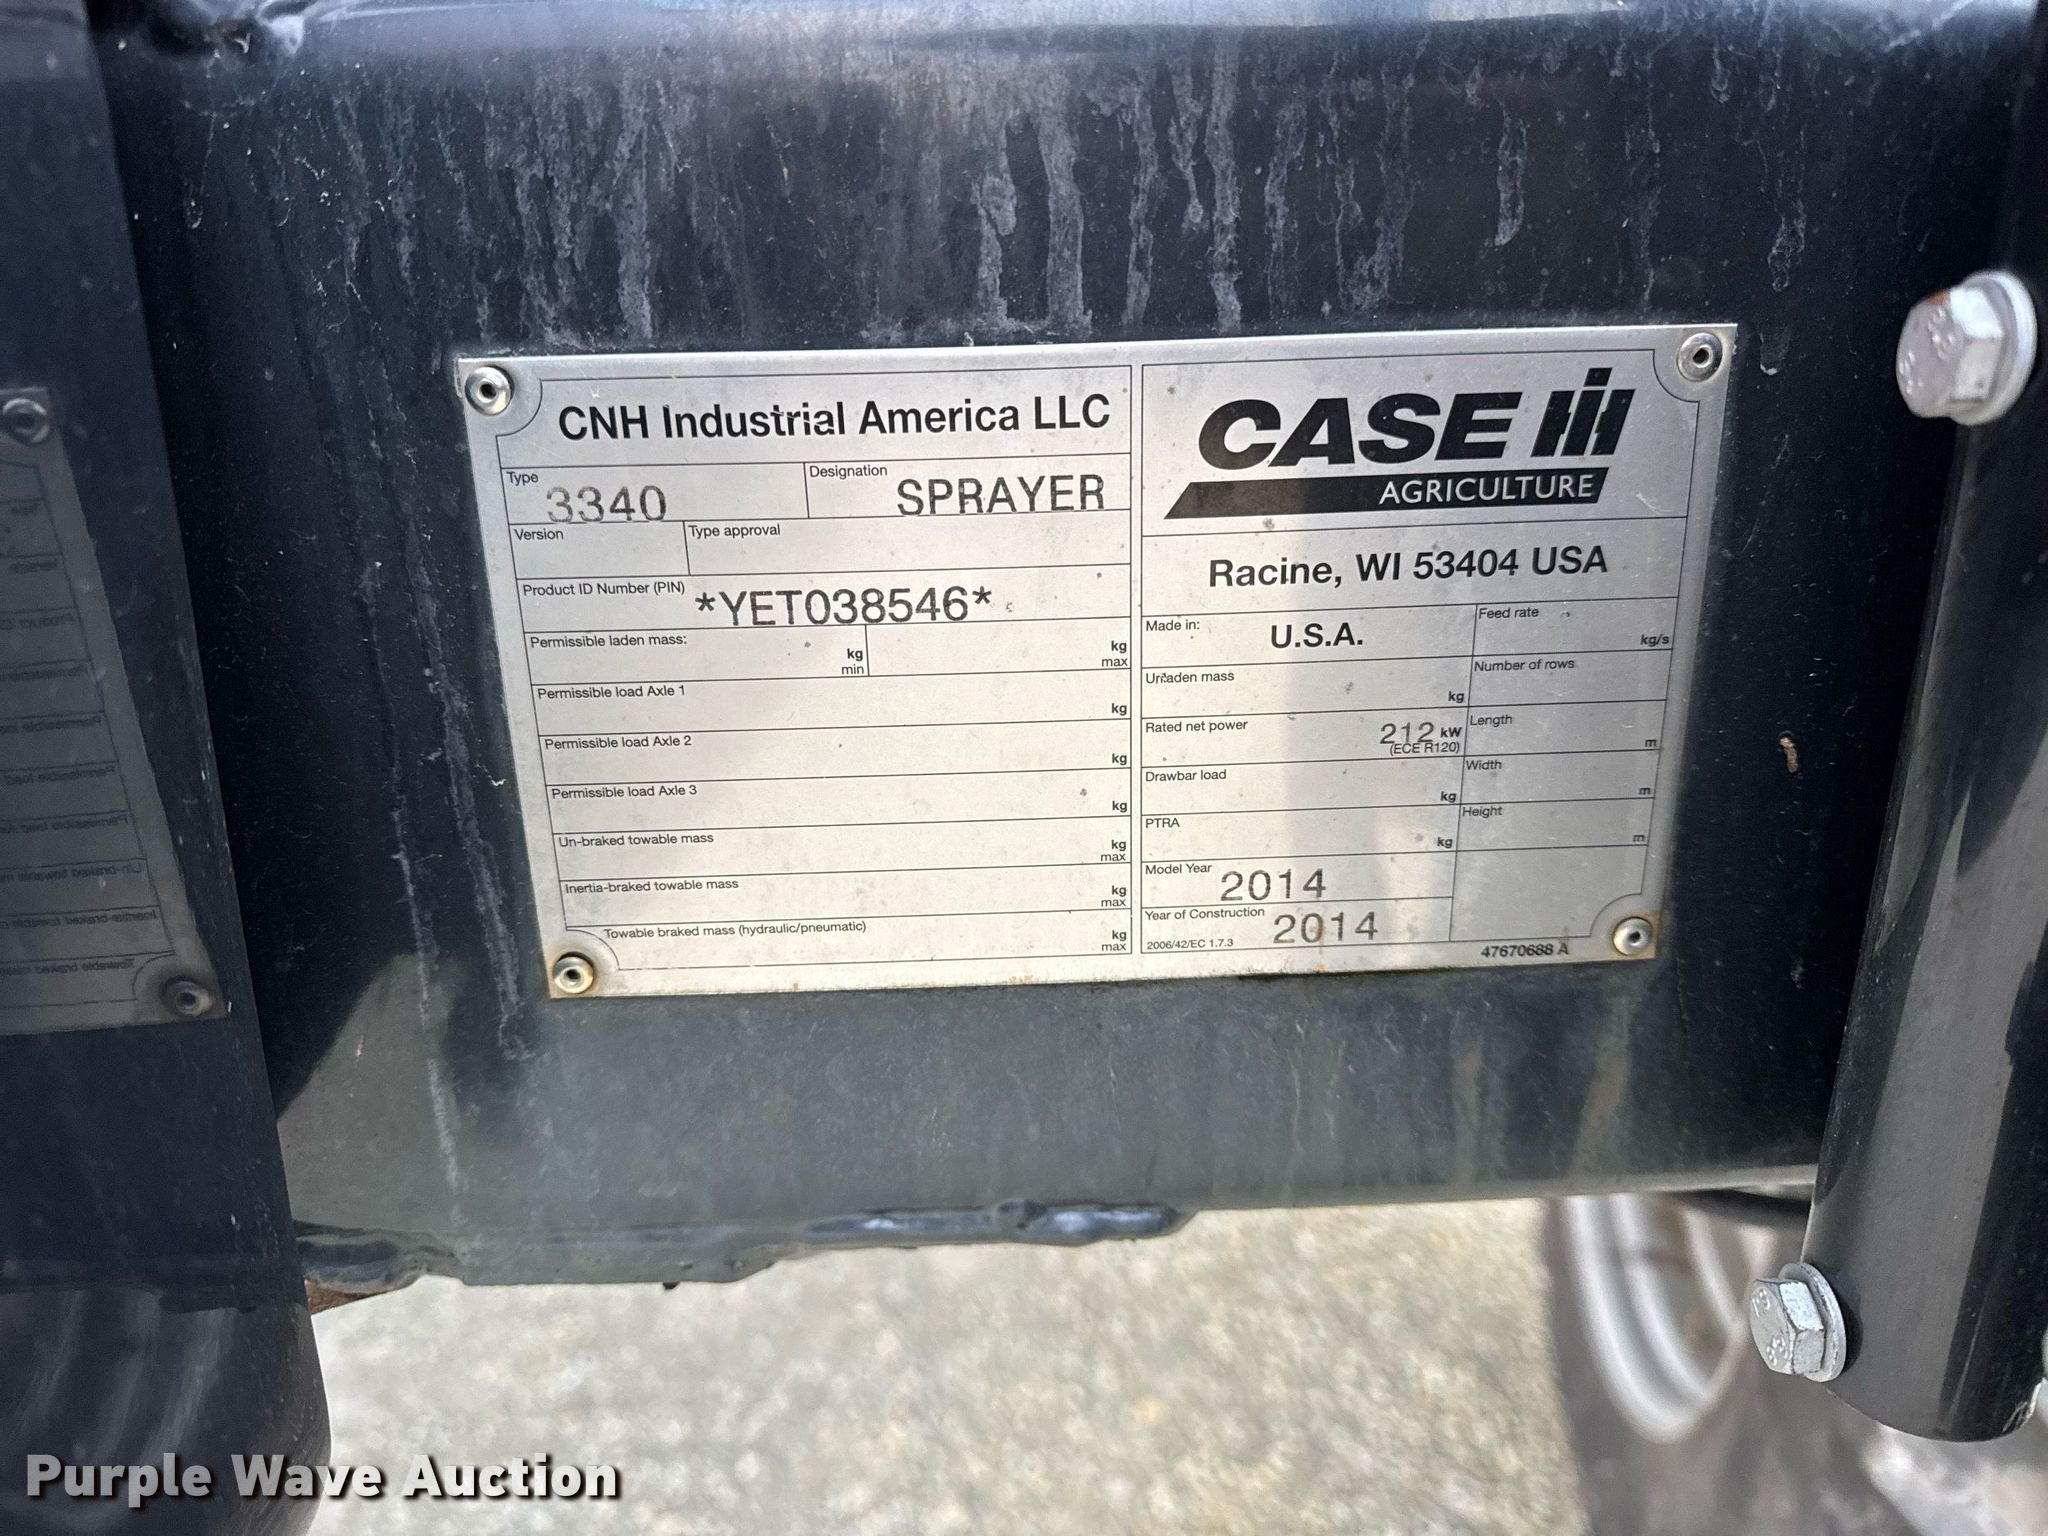 CNH Industrial America LLC
Type 3340 Designation SPRAYER
Version Type approval
Product ID Number (PIN) *YET038546*
Permissible laden mass: kg min kg max
Permissible load Axle 1 kg
Permissible load Axle 2 kg
Permissible load Axle 3 kg
Un-braked towable mass kg max
Inertia-braked towable mass kg max
Towable braked mass (hydraulic/pneumatic) kg max
CASE IH
AGRICULTURE
Racine, WI 53404 USA
Made in: U.S.A. Feed rate kg/s
Unladen mass kg Number of rows
Rated net power 212 kW (ECE R120) Length m
Drawbar load kg Width m
PTRA kg Height m
Model Year 2014
Year of Construction 2014
2006/42/EC 1.7.3
47670688 A
Purple Wave Auction